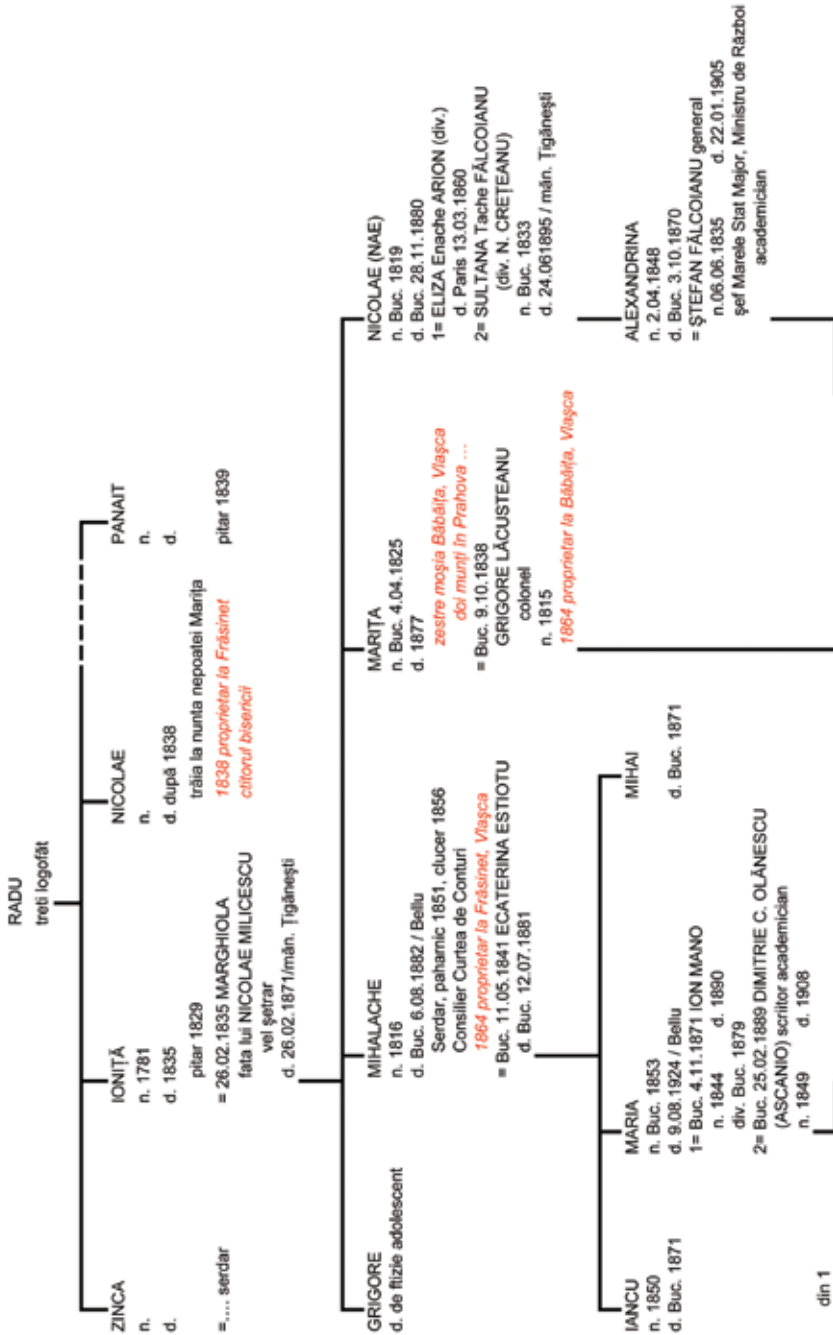 RADU
treti logofăt
ZINCA
n.
d.
=.... serdar
IONIȚĂ
n. 1781
d. 1835
pitar 1829
= 26.02.1835 MARGHIOLA
fata lui NICOLAE MILICESCU
vel șetrar
d. 26.02.1871/măn. Țigănești
NICOLAE
n.
d. după 1838
trăia la nunta nepoatei Marița
1838 proprietar la Frăsinet
ctitorul bisericii
PANAIT
n.
d.
pitar 1839
GRIGORE
d. de ftizie adolescent
MIHALACHE
n. 1816
d. Buc. 6.08.1882 / Bellu
Serdar, paharnic 1851, clucer 1856
Consilier Curtea de Conturi
1864 proprietar la Frăsinet, Vlașca
= Buc. 11.05.1841 ECATERINA ESTIOTU
d. Buc. 12.07.1881
MARIȚA
n. Buc. 4.04.1825
d. 1877
zestre moșia Băbăița, Vlașca
doi munți în Prahova ...
= Buc. 9.10.1838
GRIGORE LĂCUSTEANU
colonel
n. 1815
1864 proprietar la Băbăița, Vlașca
NICOLAE (NAE)
n. Buc. 1819
d. Buc. 28.11.1880
1= ELIZA Enache ARION (div.)
d. Paris 13.03.1860
2= SULTANA Tache FĂLCOIANU
(div. N. CREȚEANU)
n. Buc. 1833
d. 24.061895 / măn. Țigănești
IANCU
n. 1850
d. Buc. 1871
MARIA
n. Buc. 1853
d. 9.08.1924 / Bellu
1= Buc. 4.11.1871 ION MANO
n. 1844 d. 1890
div. Buc. 1879
2= Buc. 25.02.1889 DIMITRIE C. OLĂNESCU
(ASCANIO) scriitor academician
n. 1849 d. 1908
MIHAI
d. Buc. 1871
ALEXANDRINA
n. 2.04.1848
d. Buc. 3.10.1870
= ȘTEFAN FĂLCOIANU general
n.06.06.1835 d. 22.01.1905
șef Marele Stat Major, Ministru de Război
academician
din 1